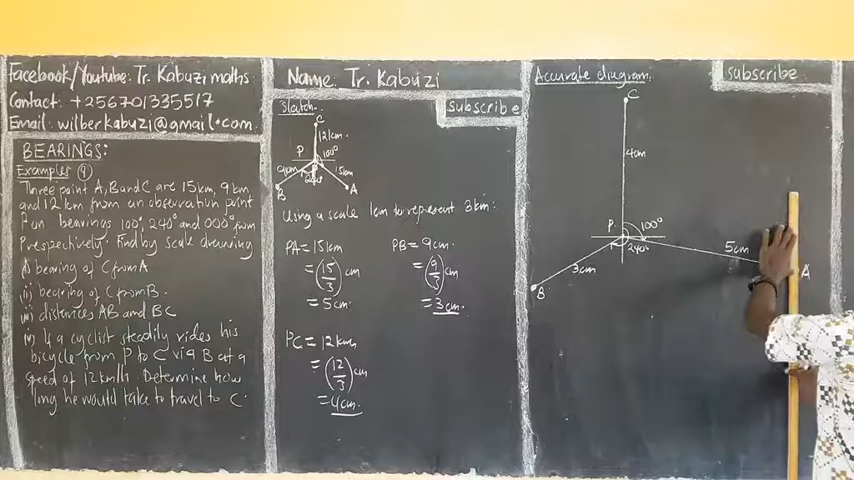 Facebook/Youtube: Tr. Kabuzi maths
Contact: +256701335517
Email: wilberkabuzi@gmail.com
BEARINGS:
Examples (9)
Three point A, B and C are 15km, 9km
and 12km from an observation point
P on bearings 100°, 240° and 000° from
P respectively. Find by scale drawing
(i) bearing of C from A
(ii) bearing of C from B.
iii) distances AB and BC
iv) if a cyclist steadily rides his
bicycle from P to C via B at a
speed of 12km/h. Determine how
long he would take to travel to C.
Name: Tr. Kabuzi
Subscribe
Sketch.
C
12km
P
100°
9km
240°
15km
B
A
Using a scale 1cm to represent 3km:
PA = 15km
= (15/3) cm
= 5cm
PB = 9cm
= (9/3) cm
= 3cm
PC = 12km
= (12/3) cm
= 4cm
Accurate diagram.
Subscribe
C
4cm
P.
100°
240°
5cm
3cm
B
A